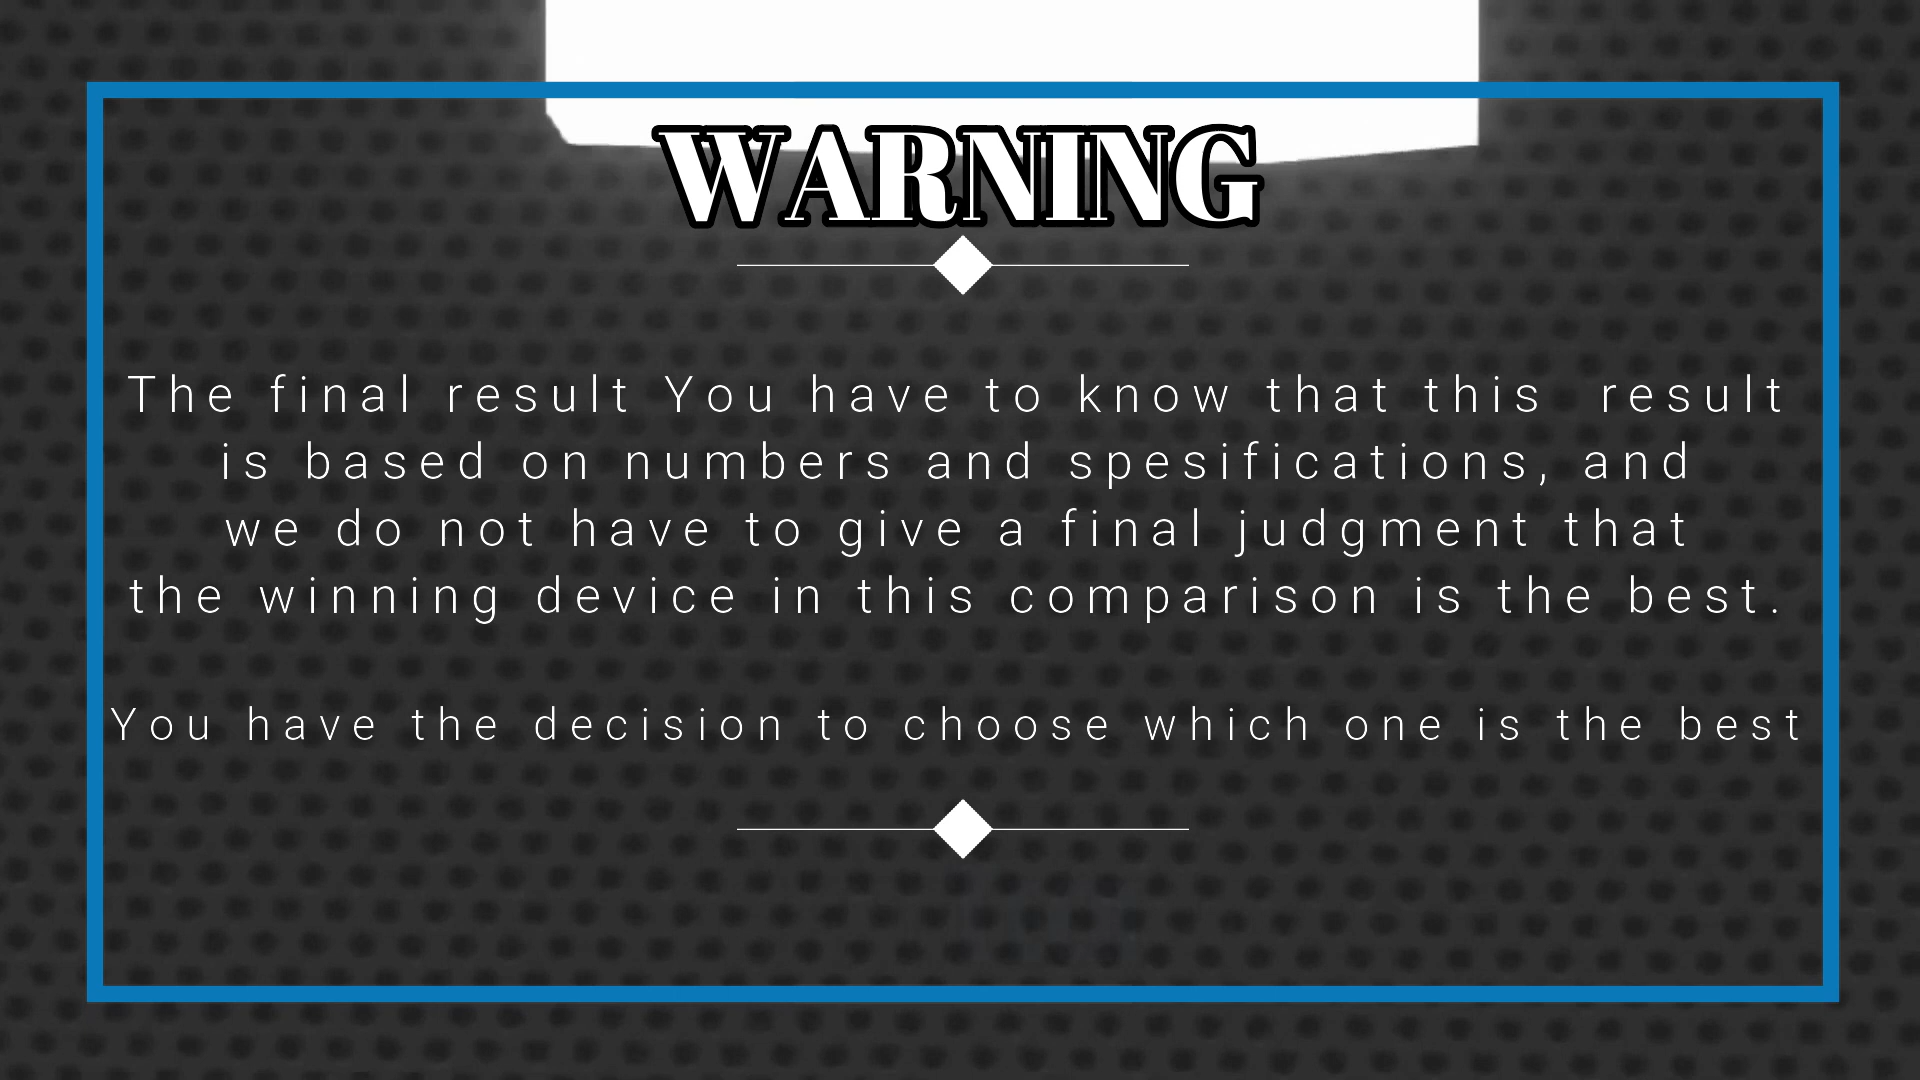 WARNING
The final result You have to know that this result
is based on numbers and spesifications, and
we do not have to give a final judgment that
the winning device in this comparison is the best.
You have the decision to choose which one is the best